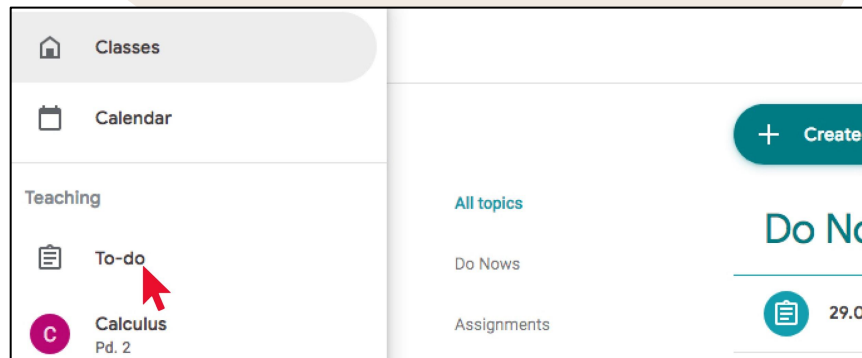 Classes
Calendar
Teaching
To-do
C
Calculus
Pd. 2
All topics
Do Nows
Assignments
+ Create
Do No
29.0